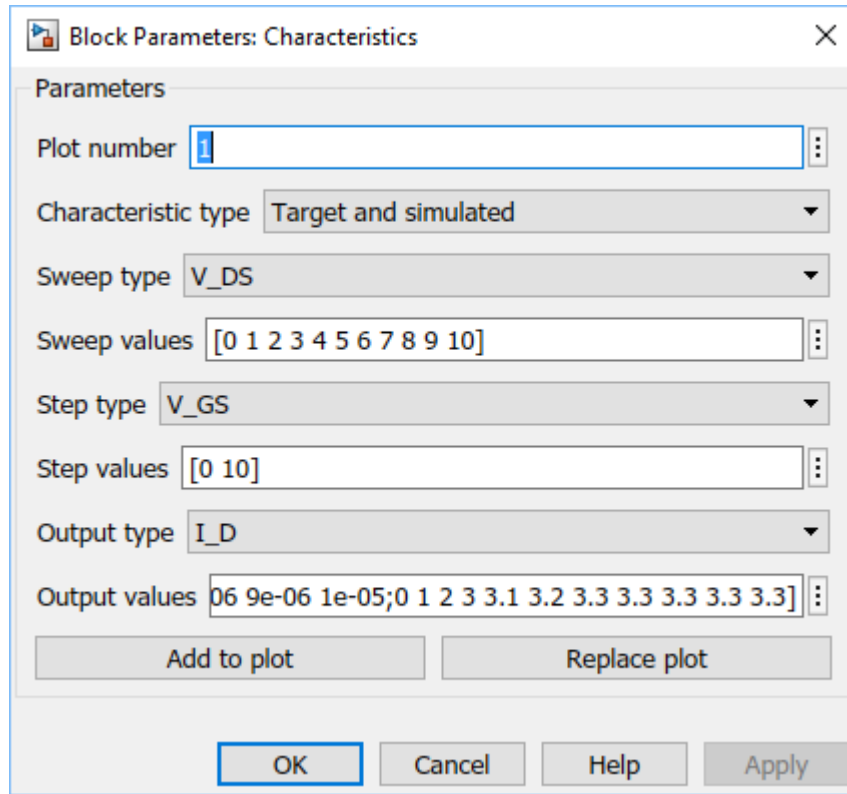 Block Parameters: Characteristics
Parameters
Plot number 1
Characteristic type Target and simulated
Sweep type V_DS
Sweep values [0 1 2 3 4 5 6 7 8 9 10]
Step type V_GS
Step values [0 10]
Output type I_D
Output values 06 9e-06 1e-05;0 1 2 3 3.1 3.2 3.3 3.3 3.3 3.3 3.3]
Add to plot Replace plot
OK Cancel Help Apply